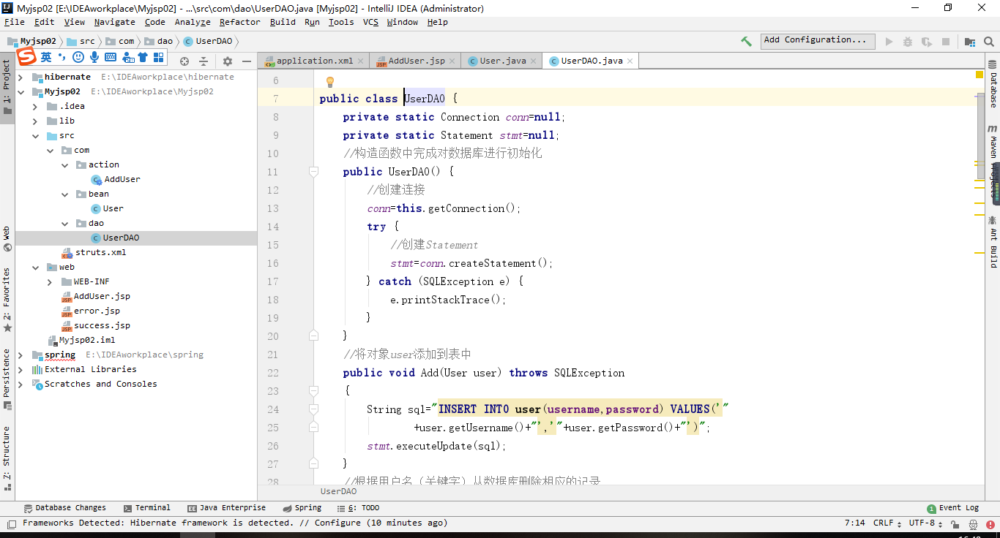 Myjsp02 [E:\IDEAworkplace\Myjsp02] - ...\src\com\dao\UserDAO.java [Myjsp02] - IntelliJ IDEA (Administrator)
File Edit View Navigate Code Analyze Refactor Build Run Tools VCS Window Help
Myjsp02 src com dao UserDAO
Add Configuration...
英
application.xml AddUser.jsp User.java UserDAO.java
1: Project
Web
2: Favorites
Persistence
Z: Structure
hibernate E:\IDEAworkplace\hibernate
Myjsp02 E:\IDEAworkplace\Myjsp02
.idea
lib
src
com
action
AddUser
bean
User
dao
UserDAO
struts.xml
web
WEB-INF
AddUser.jsp
error.jsp
success.jsp
Myjsp02.iml
spring E:\IDEAworkplace\spring
External Libraries
Scratches and Consoles
6
7 public class UserDAO {
8 private static Connection conn=null;
9 private static Statement stmt=null;
10 //构造函数中完成对数据库进行初始化
11 public UserDAO() {
12 //创建连接
13 conn=this.getConnection();
14 try {
15 //创建Statement
16 stmt=conn.createStatement();
17 } catch (SQLException e) {
18 e.printStackTrace();
19 }
20 }
21 //将对象user添加到表中
22 public void Add(User user) throws SQLException
23 {
24 String sql="INSERT INTO user(username,password) VALUES('"
25 +user.getUsername()+"','"+user.getPassword()+"')";
26 stmt.executeUpdate(sql);
27 }
28 //根据用户名（关键字）从数据库删除相应的记录
UserDAO
Database
Maven Projects
Ant Build
Database Changes Terminal Java Enterprise Spring 6: TODO
1 Event Log
Frameworks Detected: Hibernate framework is detected. // Configure (10 minutes ago)
7:14 CRLF UTF-8